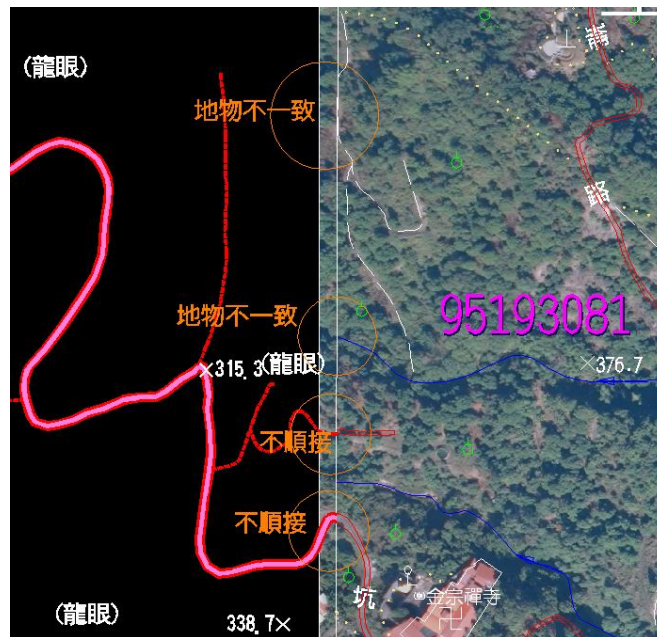 (龍眼)
地物不一致
龍
路
地物不一致
95193081
×315.3
(龍眼)
×376.7
不順接
不順接
坑
金宗禪寺
(龍眼)
338.7×